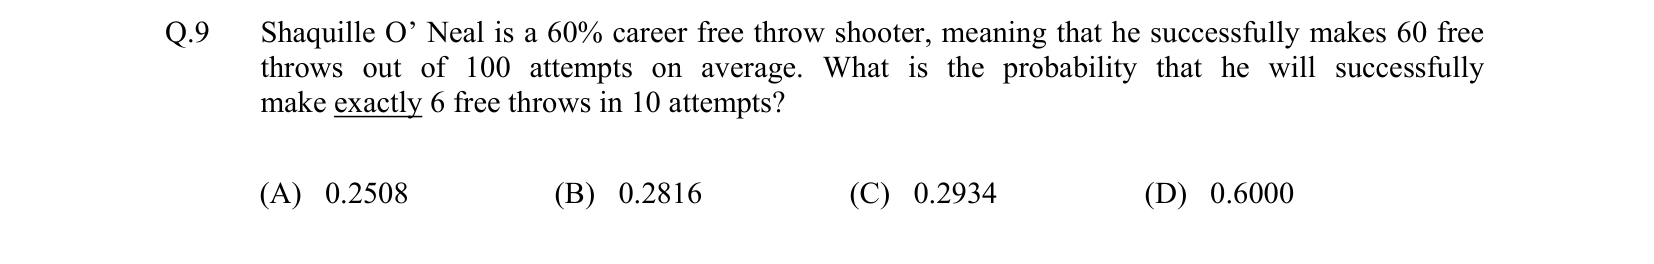 Q.9 Shaquille O’ Neal is a 60% career free throw shooter, meaning that he successfully makes 60 free
throws out of 100 attempts on average. What is the probability that he will successfully
make exactly 6 free throws in 10 attempts?
(A) 0.2508 (B) 0.2816 (C) 0.2934 (D) 0.6000